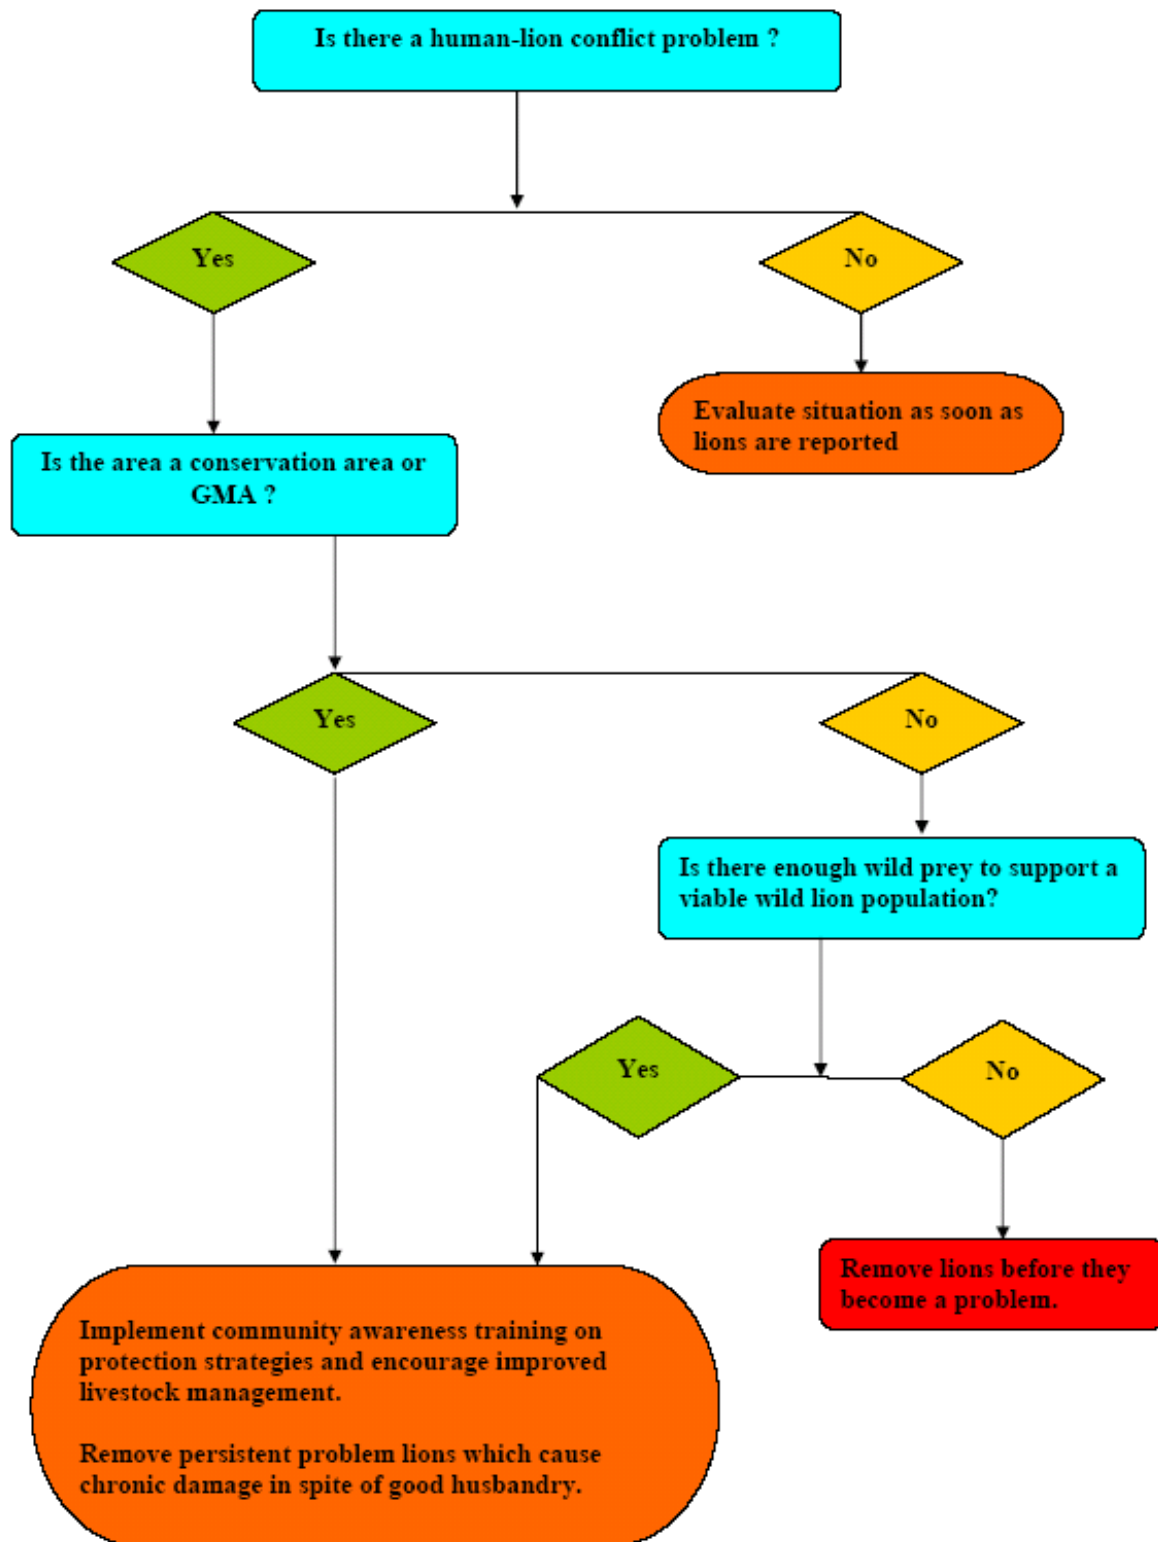 Is there a human-lion conflict problem ?
Yes
No
Evaluate situation as soon as
lions are reported
Is the area a conservation area or
GMA ?
Yes
No
Is there enough wild prey to support a
viable wild lion population?
Yes
No
Remove lions before they
become a problem.
Implement community awareness training on
protection strategies and encourage improved
livestock management.
Remove persistent problem lions which cause
chronic damage in spite of good husbandry.